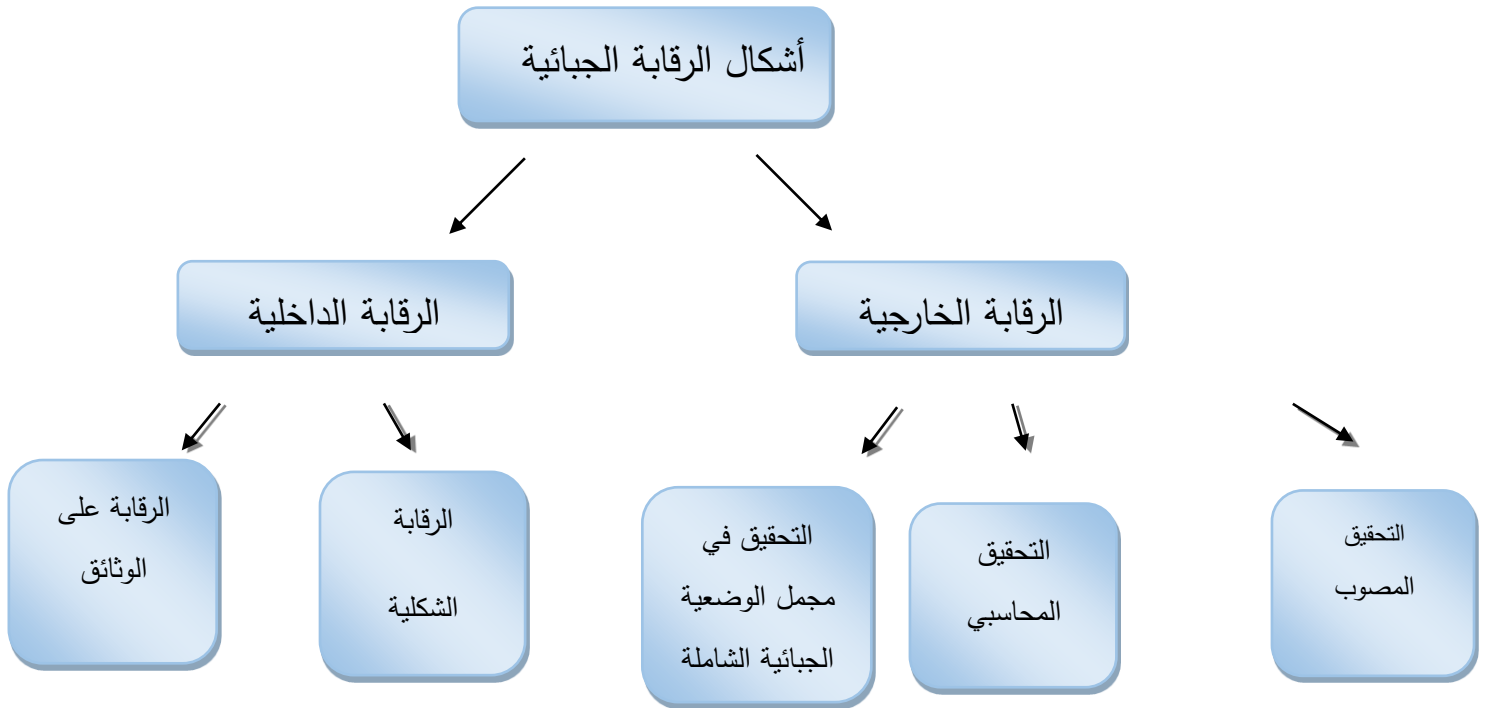 أشكال الرقابة الجبائية
الرقابة الخارجية
الرقابة الداخلية
التحقيق
المصوب
التحقيق
المحاسبي
التحقيق في
مجمل الوضعية
الجبائية الشاملة
الرقابة
الشكلية
الرقابة على
الوثائق